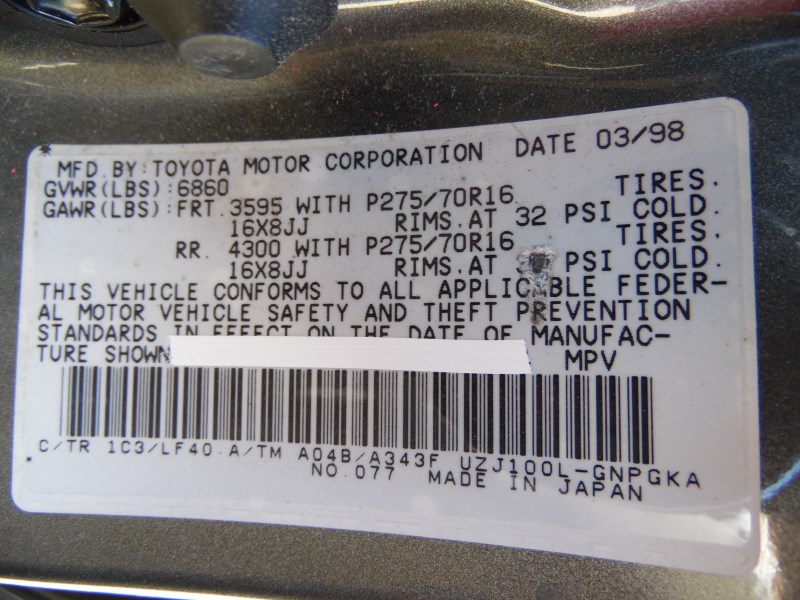 MFD.BY:TOYOTA MOTOR CORPORATION DATE 03/98
GVWR(LBS):6860
GAWR(LBS):FRT.3595 WITH P275/70R16 TIRES.
16X8JJ RIMS.AT 32 PSI COLD.
RR. 4300 WITH P275/70R16 TIRES.
16X8JJ RIMS.AT PSI COLD.
THIS VEHICLE CONFORMS TO ALL APPLICABLE FEDER-
AL MOTOR VEHICLE SAFETY AND THEFT PREVENTION
STANDARDS IN EFFECT ON THE DATE OF MANUFAC-
TURE SHOWN MPV
C/TR 1C3/LF40 A/TM A04B/A343F UZJ100L-GNPGKA
NO.077 MADE IN JAPAN